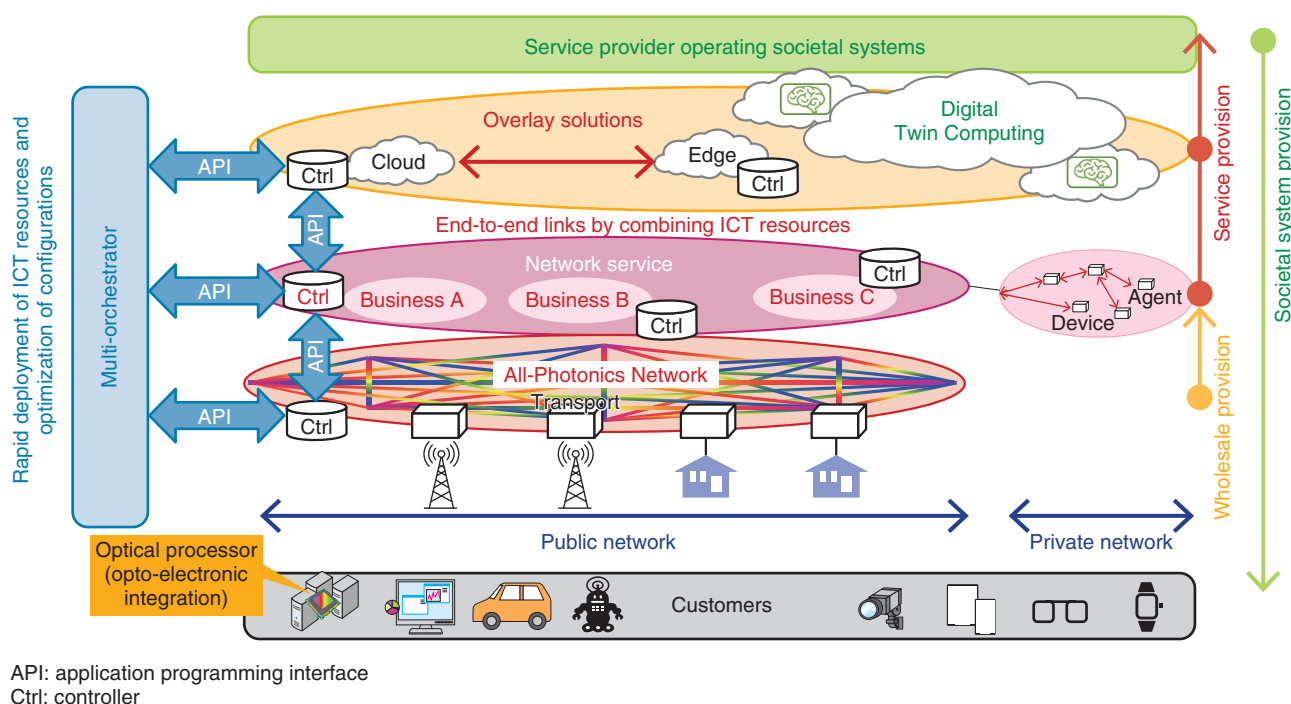 Service provider operating societal systems
Rapid deployment of ICT resources and
optimization of configurations
Multi-orchestrator
API
Ctrl
Cloud
Overlay solutions
Edge
Ctrl
Digital
Twin Computing
API
End-to-end links by combining ICT resources
API
Ctrl
Network service
Business A
Business B
Business C
Ctrl
Ctrl
Agent
Device
API
All-Photonics Network
Transport
API
Ctrl
Service provision
Wholesale provision
Societal system provision
Public network
Private network
Optical processor
(opto-electronic
integration)
Customers
API: application programming interface
Ctrl: controller